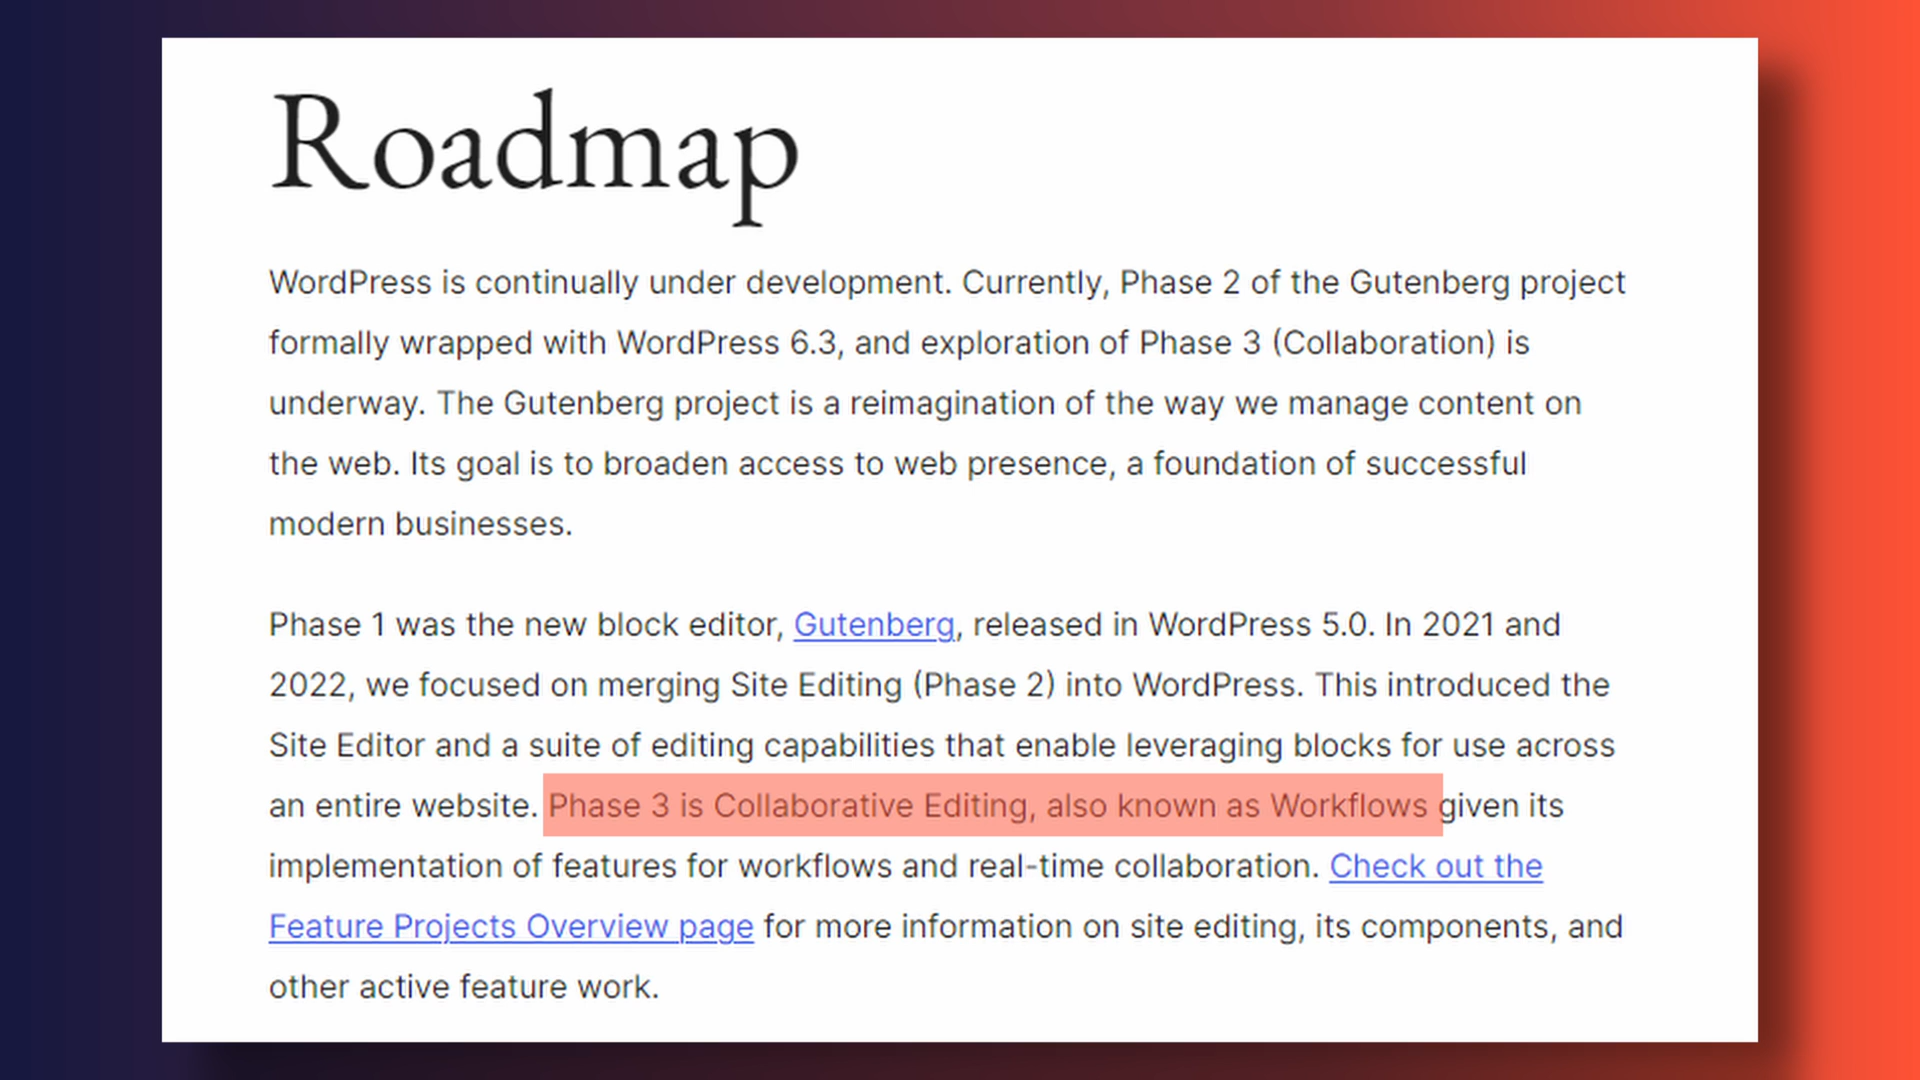 Roadmap
WordPress is continually under development. Currently, Phase 2 of the Gutenberg project
formally wrapped with WordPress 6.3, and exploration of Phase 3 (Collaboration) is
underway. The Gutenberg project is a reimagination of the way we manage content on
the web. Its goal is to broaden access to web presence, a foundation of successful
modern businesses.
Phase 1 was the new block editor, Gutenberg, released in WordPress 5.0. In 2021 and
2022, we focused on merging Site Editing (Phase 2) into WordPress. This introduced the
Site Editor and a suite of editing capabilities that enable leveraging blocks for use across
an entire website. Phase 3 is Collaborative Editing, also known as Workflows given its
implementation of features for workflows and real-time collaboration. Check out the
Feature Projects Overview page for more information on site editing, its components, and
other active feature work.